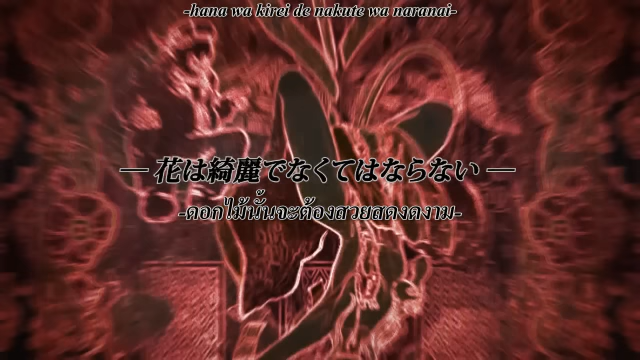 -hana wa kirei de nakute wa naranai-
― 花は綺麗でなくてはならない ―
-ดอกไม้นั้นจะต้องสวยสดงดงาม-